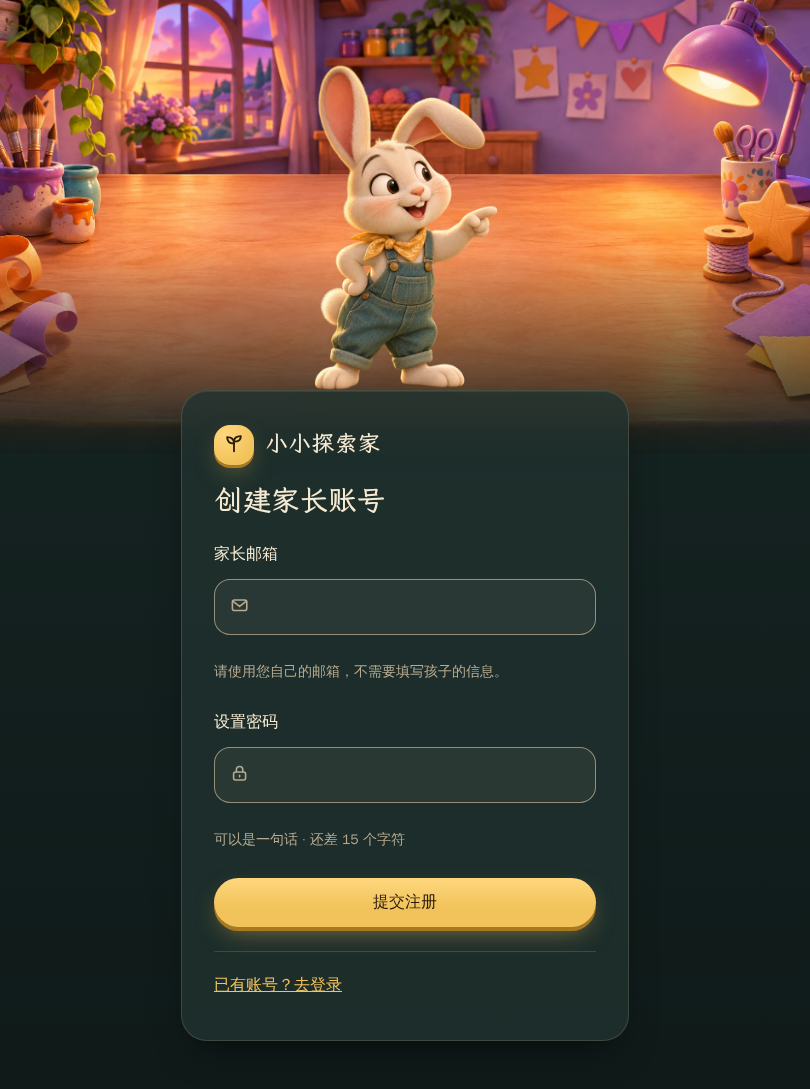 小小探索家
创建家长账号
家长邮箱
请使用您自己的邮箱，不需要填写孩子的信息。
设置密码
可以是一句话 · 还差 15 个字符
提交注册
已有账号？去登录